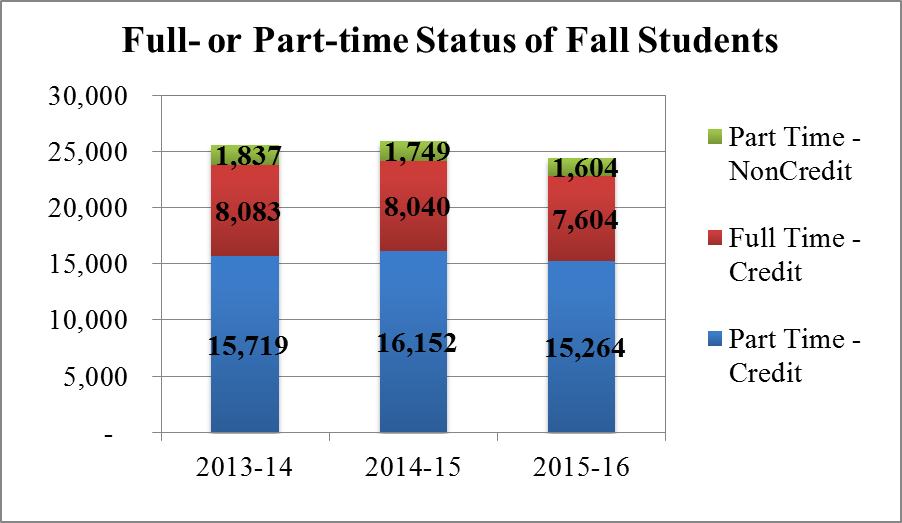 Full- or Part-time Status of Fall Students
30,000
25,000
20,000
15,000
10,000
5,000
-
1,837
1,749
1,604
8,083
8,040
7,604
15,719
16,152
15,264
2013-14
2014-15
2015-16
Part Time -
NonCredit
Full Time -
Credit
Part Time -
Credit